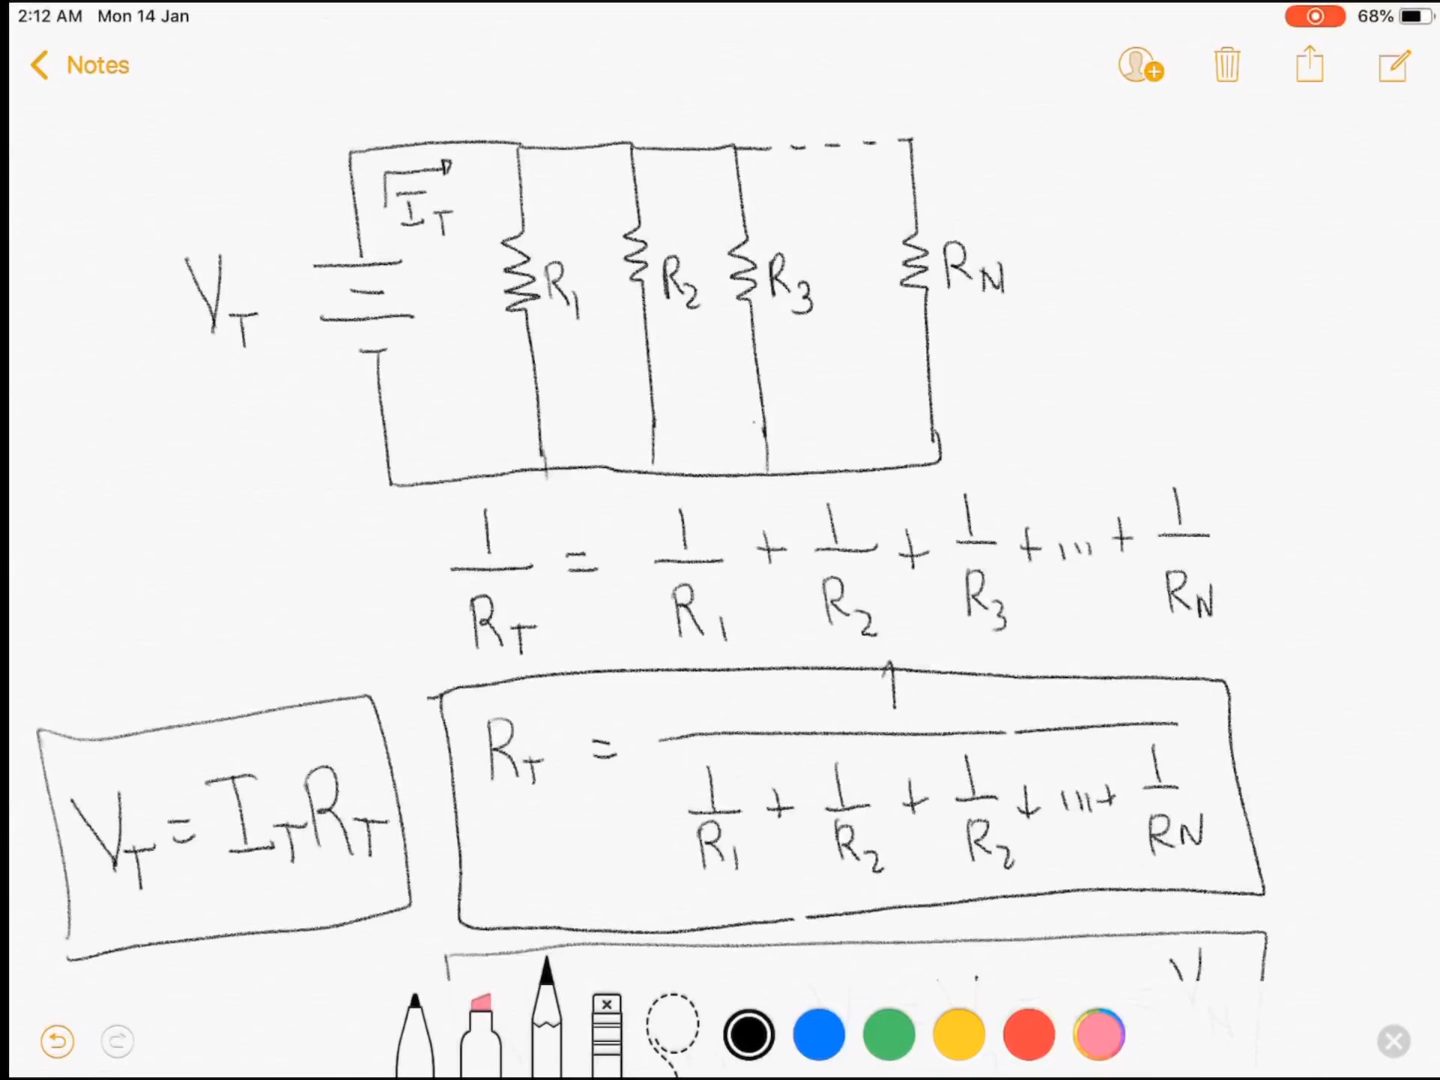 2:12 AM Mon 14 Jan 68%
Notes
I_T
V_T R_1 R_2 R_3 R_N
1/R_T = 1/R_1 + 1/R_2 + 1/R_3 + ... + 1/R_N
R_T = 1/(1/R_1 + 1/R_2 + 1/R_2 + ... + 1/R_N)
V_T = I_T R_T